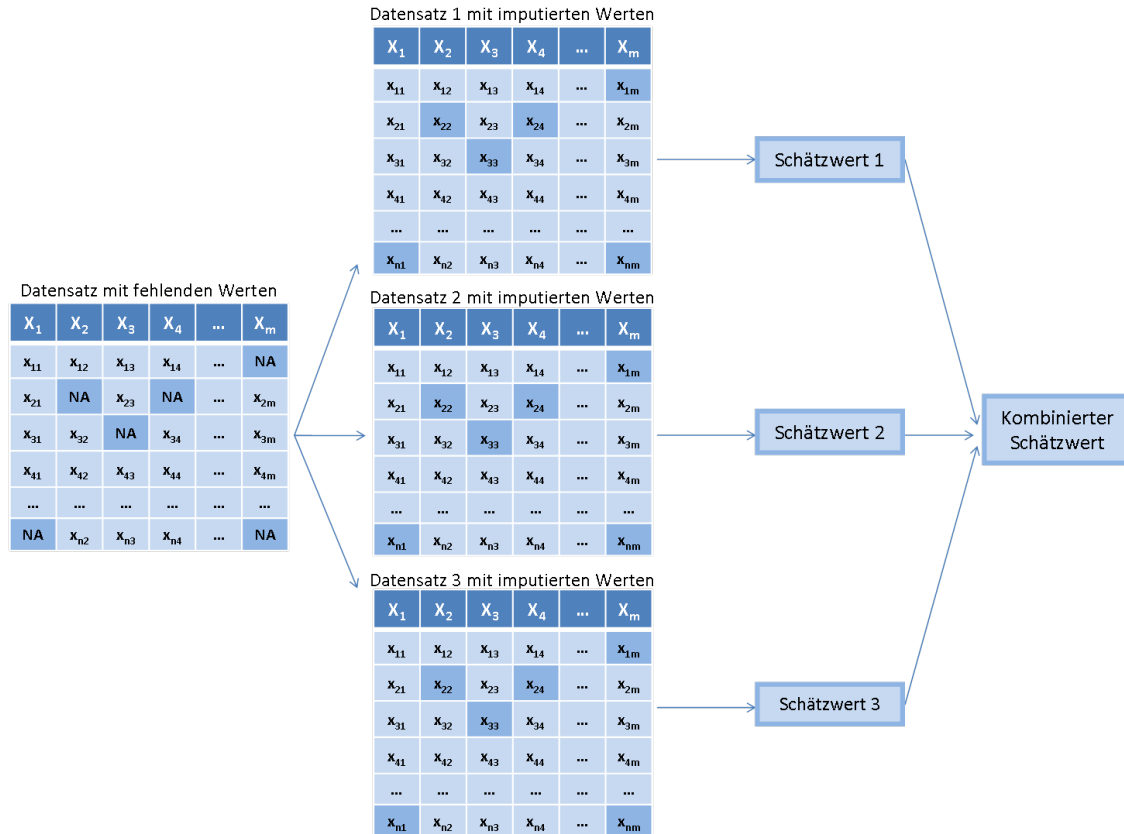 Datensatz 1 mit imputierten Werten
X1 X2 X3 X4 ... Xm
x11 x12 x13 x14 ... x1m
x21 x22 x23 x24 ... x2m
x31 x32 x33 x34 ... x3m
x41 x42 x43 x44 ... x4m
... ... ... ... ... ...
xn1 xn2 xn3 xn4 ... xnm
Datensatz mit fehlenden Werten
X1 X2 X3 X4 ... Xm
x11 x12 x13 x14 ... NA
x21 NA x23 NA ... x2m
x31 x32 NA x34 ... x3m
x41 x42 x43 x44 ... x4m
... ... ... ... ... ...
NA xn2 xn3 xn4 ... NA
Datensatz 2 mit imputierten Werten
X1 X2 X3 X4 ... Xm
x11 x12 x13 x14 ... x1m
x21 x22 x23 x24 ... x2m
x31 x32 x33 x34 ... x3m
x41 x42 x43 x44 ... x4m
... ... ... ... ... ...
xn1 xn2 xn3 xn4 ... xnm
Datensatz 3 mit imputierten Werten
X1 X2 X3 X4 ... Xm
x11 x12 x13 x14 ... x1m
x21 x22 x23 x24 ... x2m
x31 x32 x33 x34 ... x3m
x41 x42 x43 x44 ... x4m
... ... ... ... ... ...
xn1 xn2 xn3 xn4 ... xnm
Schätzwert 1
Schätzwert 2
Schätzwert 3
Kombinierter
Schätzwert